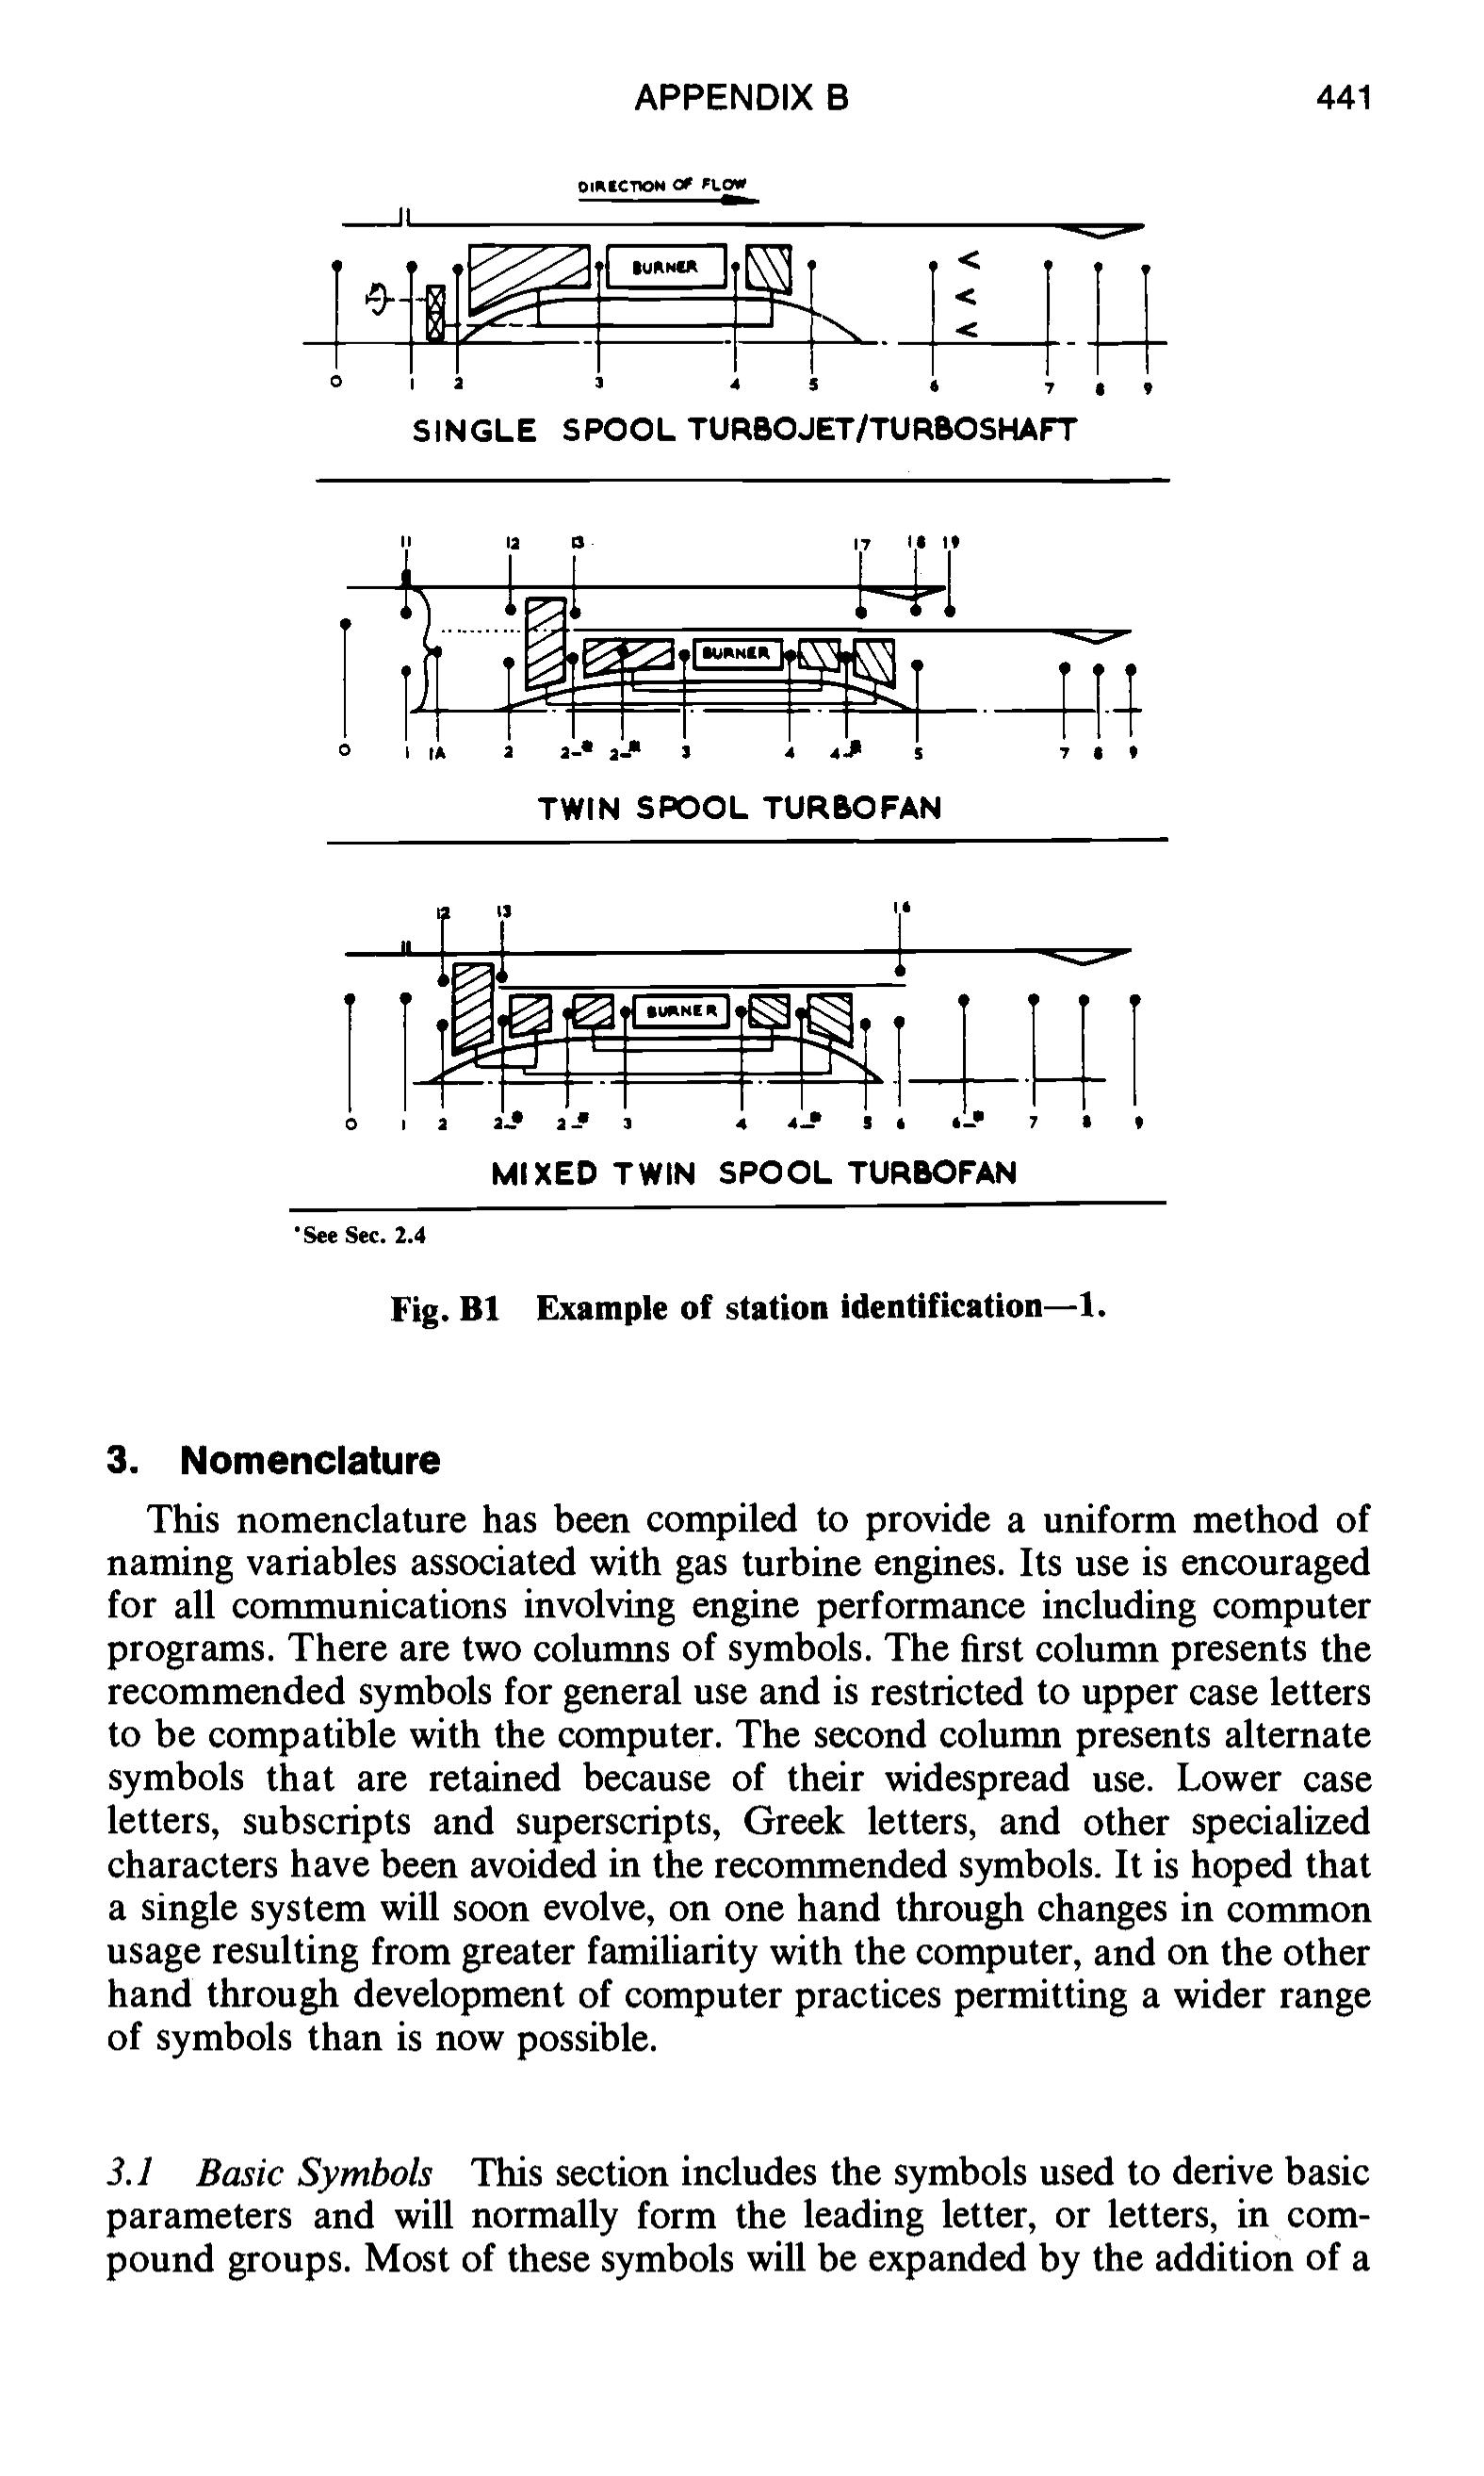 APPENDIX B 441
DIRECTION OF FLOW
BURNER
0 1 2 3 4 5 6 7 8 9
SINGLE SPOOL TURBOJET/TURBOSHAFT
11 12 13 17 18 19
BURNER
0 1 1A 2 2_* 2_* 3 4 4_* 5 7 8 9
TWIN SPOOL TURBOFAN
12 13 16
BURNER
0 1 2 2_* 2_* 3 4 4_* 5 6 6_* 7 8 9
MIXED TWIN SPOOL TURBOFAN
*See Sec. 2.4
Fig. B1 Example of station identification—1.
3. Nomenclature
This nomenclature has been compiled to provide a uniform method of
naming variables associated with gas turbine engines. Its use is encouraged
for all communications involving engine performance including computer
programs. There are two columns of symbols. The first column presents the
recommended symbols for general use and is restricted to upper case letters
to be compatible with the computer. The second column presents alternate
symbols that are retained because of their widespread use. Lower case
letters, subscripts and superscripts, Greek letters, and other specialized
characters have been avoided in the recommended symbols. It is hoped that
a single system will soon evolve, on one hand through changes in common
usage resulting from greater familiarity with the computer, and on the other
hand through development of computer practices permitting a wider range
of symbols than is now possible.
3.1 Basic Symbols This section includes the symbols used to derive basic
parameters and will normally form the leading letter, or letters, in com-
pound groups. Most of these symbols will be expanded by the addition of a